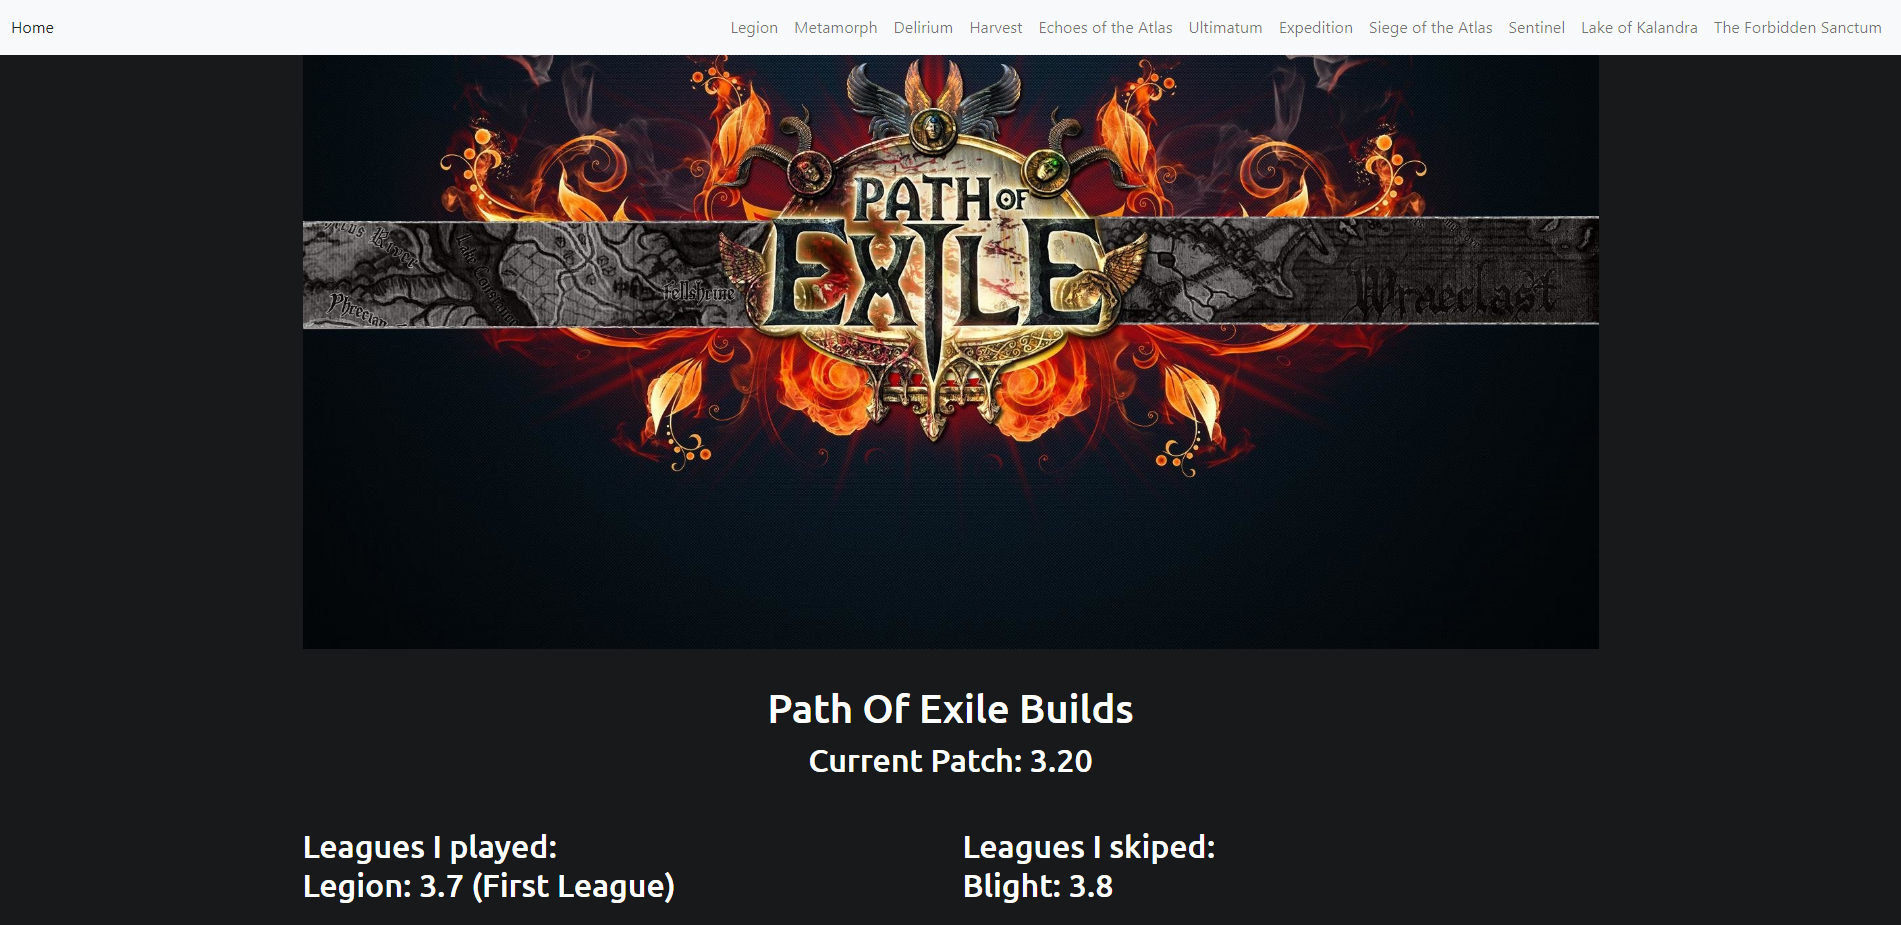 Home
Legion Metamorph Delirium Harvest Echoes of the Atlas Ultimatum Expedition Siege of the Atlas Sentinel Lake of Kalandra The Forbidden Sanctum
PATH OF
EXILE
Fellshrine
Phrecian
Wraeclast
Path Of Exile Builds
Current Patch: 3.20
Leagues I played:
Legion: 3.7 (First League)
Leagues I skiped:
Blight: 3.8